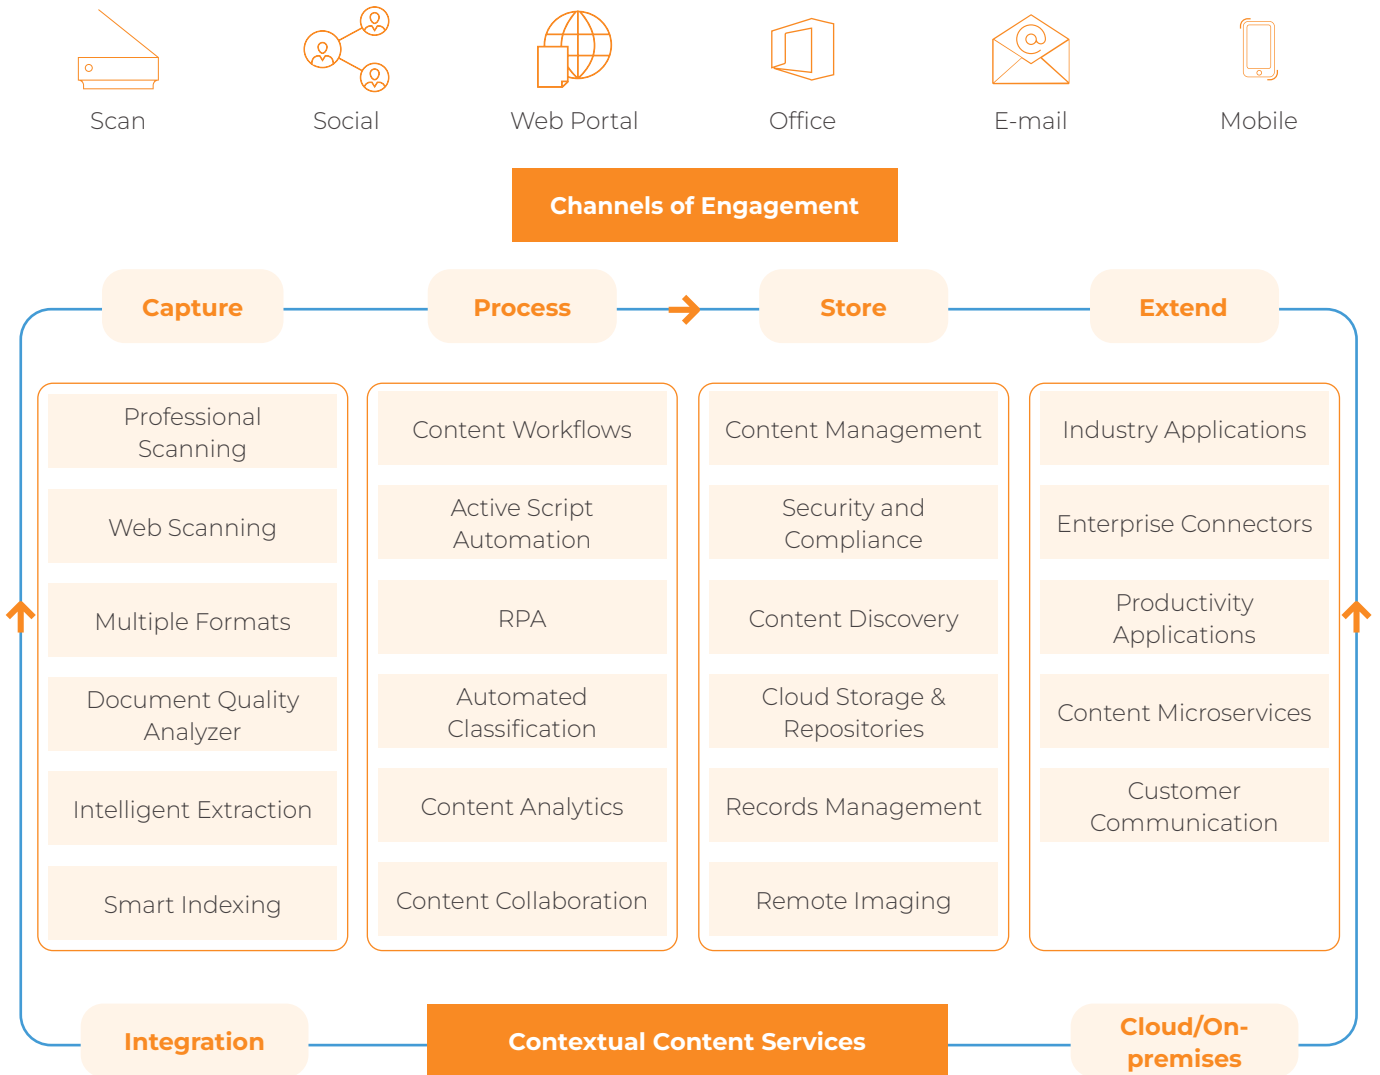 Scan
Social
Web Portal
Office
@
E-mail
Mobile
Channels of Engagement
Capture
Process
Store
Extend
Professional
Scanning
Web Scanning
Multiple Formats
Document Quality
Analyzer
Intelligent Extraction
Smart Indexing
Content Workflows
Active Script
Automation
RPA
Automated
Classification
Content Analytics
Content Collaboration
Content Management
Security and
Compliance
Content Discovery
Cloud Storage &
Repositories
Records Management
Remote Imaging
Industry Applications
Enterprise Connectors
Productivity
Applications
Content Microservices
Customer
Communication
Integration
Contextual Content Services
Cloud/On-
premises